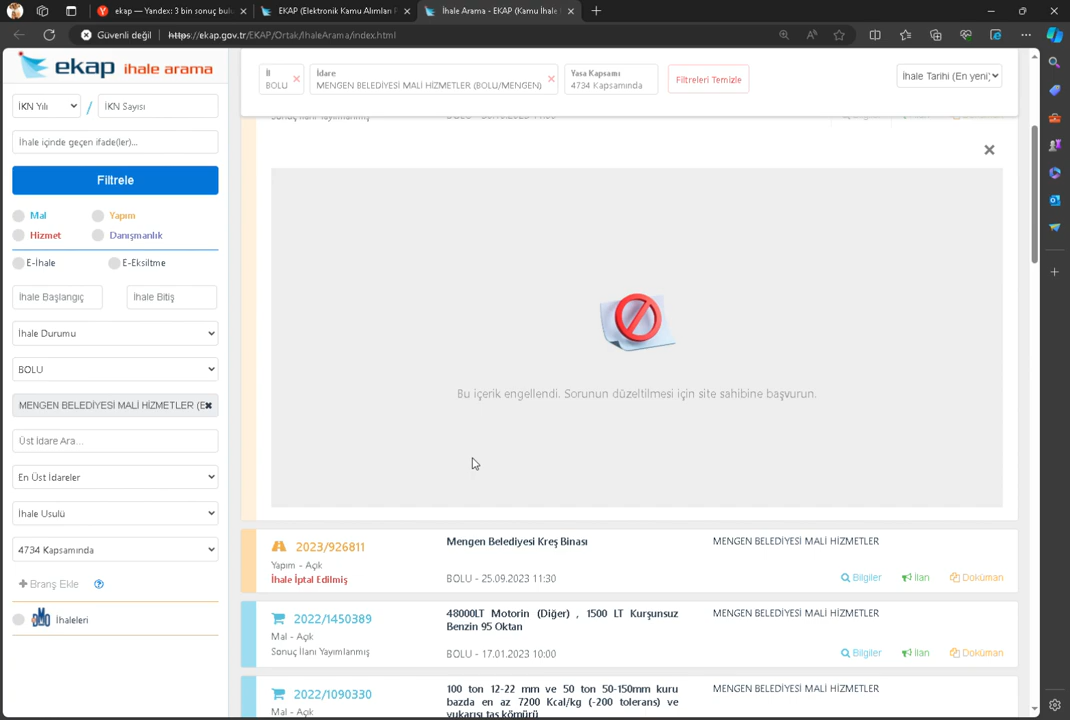 ekap — Yandex: 3 bin sonuç bulu
EKAP (Elektronik Kamu Alımları P
İhale Arama - EKAP (Kamu İhale
Güvenli değil
https://ekap.gov.tr/EKAP/Ortak/IhaleArama/index.html
ekap ihale arama
İKN Yılı
/
İKN Sayısı
İhale içinde geçen ifade(ler)...
Filtrele
Mal
Yapım
Hizmet
Danışmanlık
E-İhale
E-Eksiltme
İhale Başlangıç
İhale Bitiş
İhale Durumu
BOLU
MENGEN BELEDİYESİ MALİ HİZMETLER (B
Üst İdare Ara...
En Üst İdareler
İhale Usulü
4734 Kapsamında
Branş Ekle
İhaleleri
İl
BOLU
İdare
MENGEN BELEDİYESİ MALİ HİZMETLER (BOLU/MENGEN)
Yasa Kapsamı
4734 Kapsamında
Filtreleri Temizle
İhale Tarihi (En yeni)
Bu içerik engellendi. Sorunun düzeltilmesi için site sahibine başvurun.
2023/926811
Yapım - Açık
İhale İptal Edilmiş
Mengen Belediyesi Kreş Binası
BOLU - 25.09.2023 11:30
MENGEN BELEDİYESİ MALİ HİZMETLER
Bilgiler
İlan
Doküman
2022/1450389
Mal - Açık
Sonuç İlanı Yayımlanmış
48000LT Motorin (Diğer) , 1500 LT Kurşunsuz
Benzin 95 Oktan
BOLU - 17.01.2023 10:00
MENGEN BELEDİYESİ MALİ HİZMETLER
Bilgiler
İlan
Doküman
2022/1090330
Mal - Açık
100 ton 12-22 mm ve 50 ton 50-150mm kuru
bazda en az 7200 Kcal/kg (-200 tolerans) ve
yukarısı taş kömürü
MENGEN BELEDİYESİ MALİ HİZMETLER